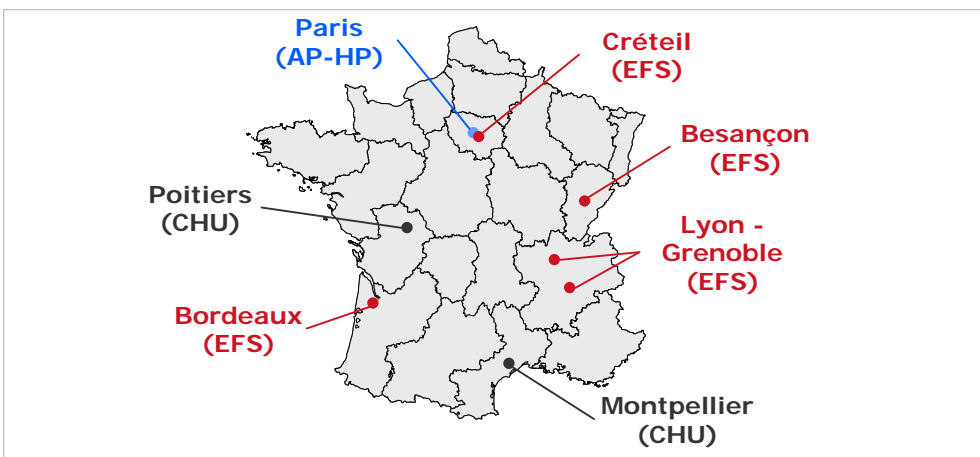 Paris
(AP-HP)
Créteil
(EFS)
Besançon
(EFS)
Poitiers
(CHU)
Lyon -
Grenoble
(EFS)
Bordeaux
(EFS)
Montpellier
(CHU)